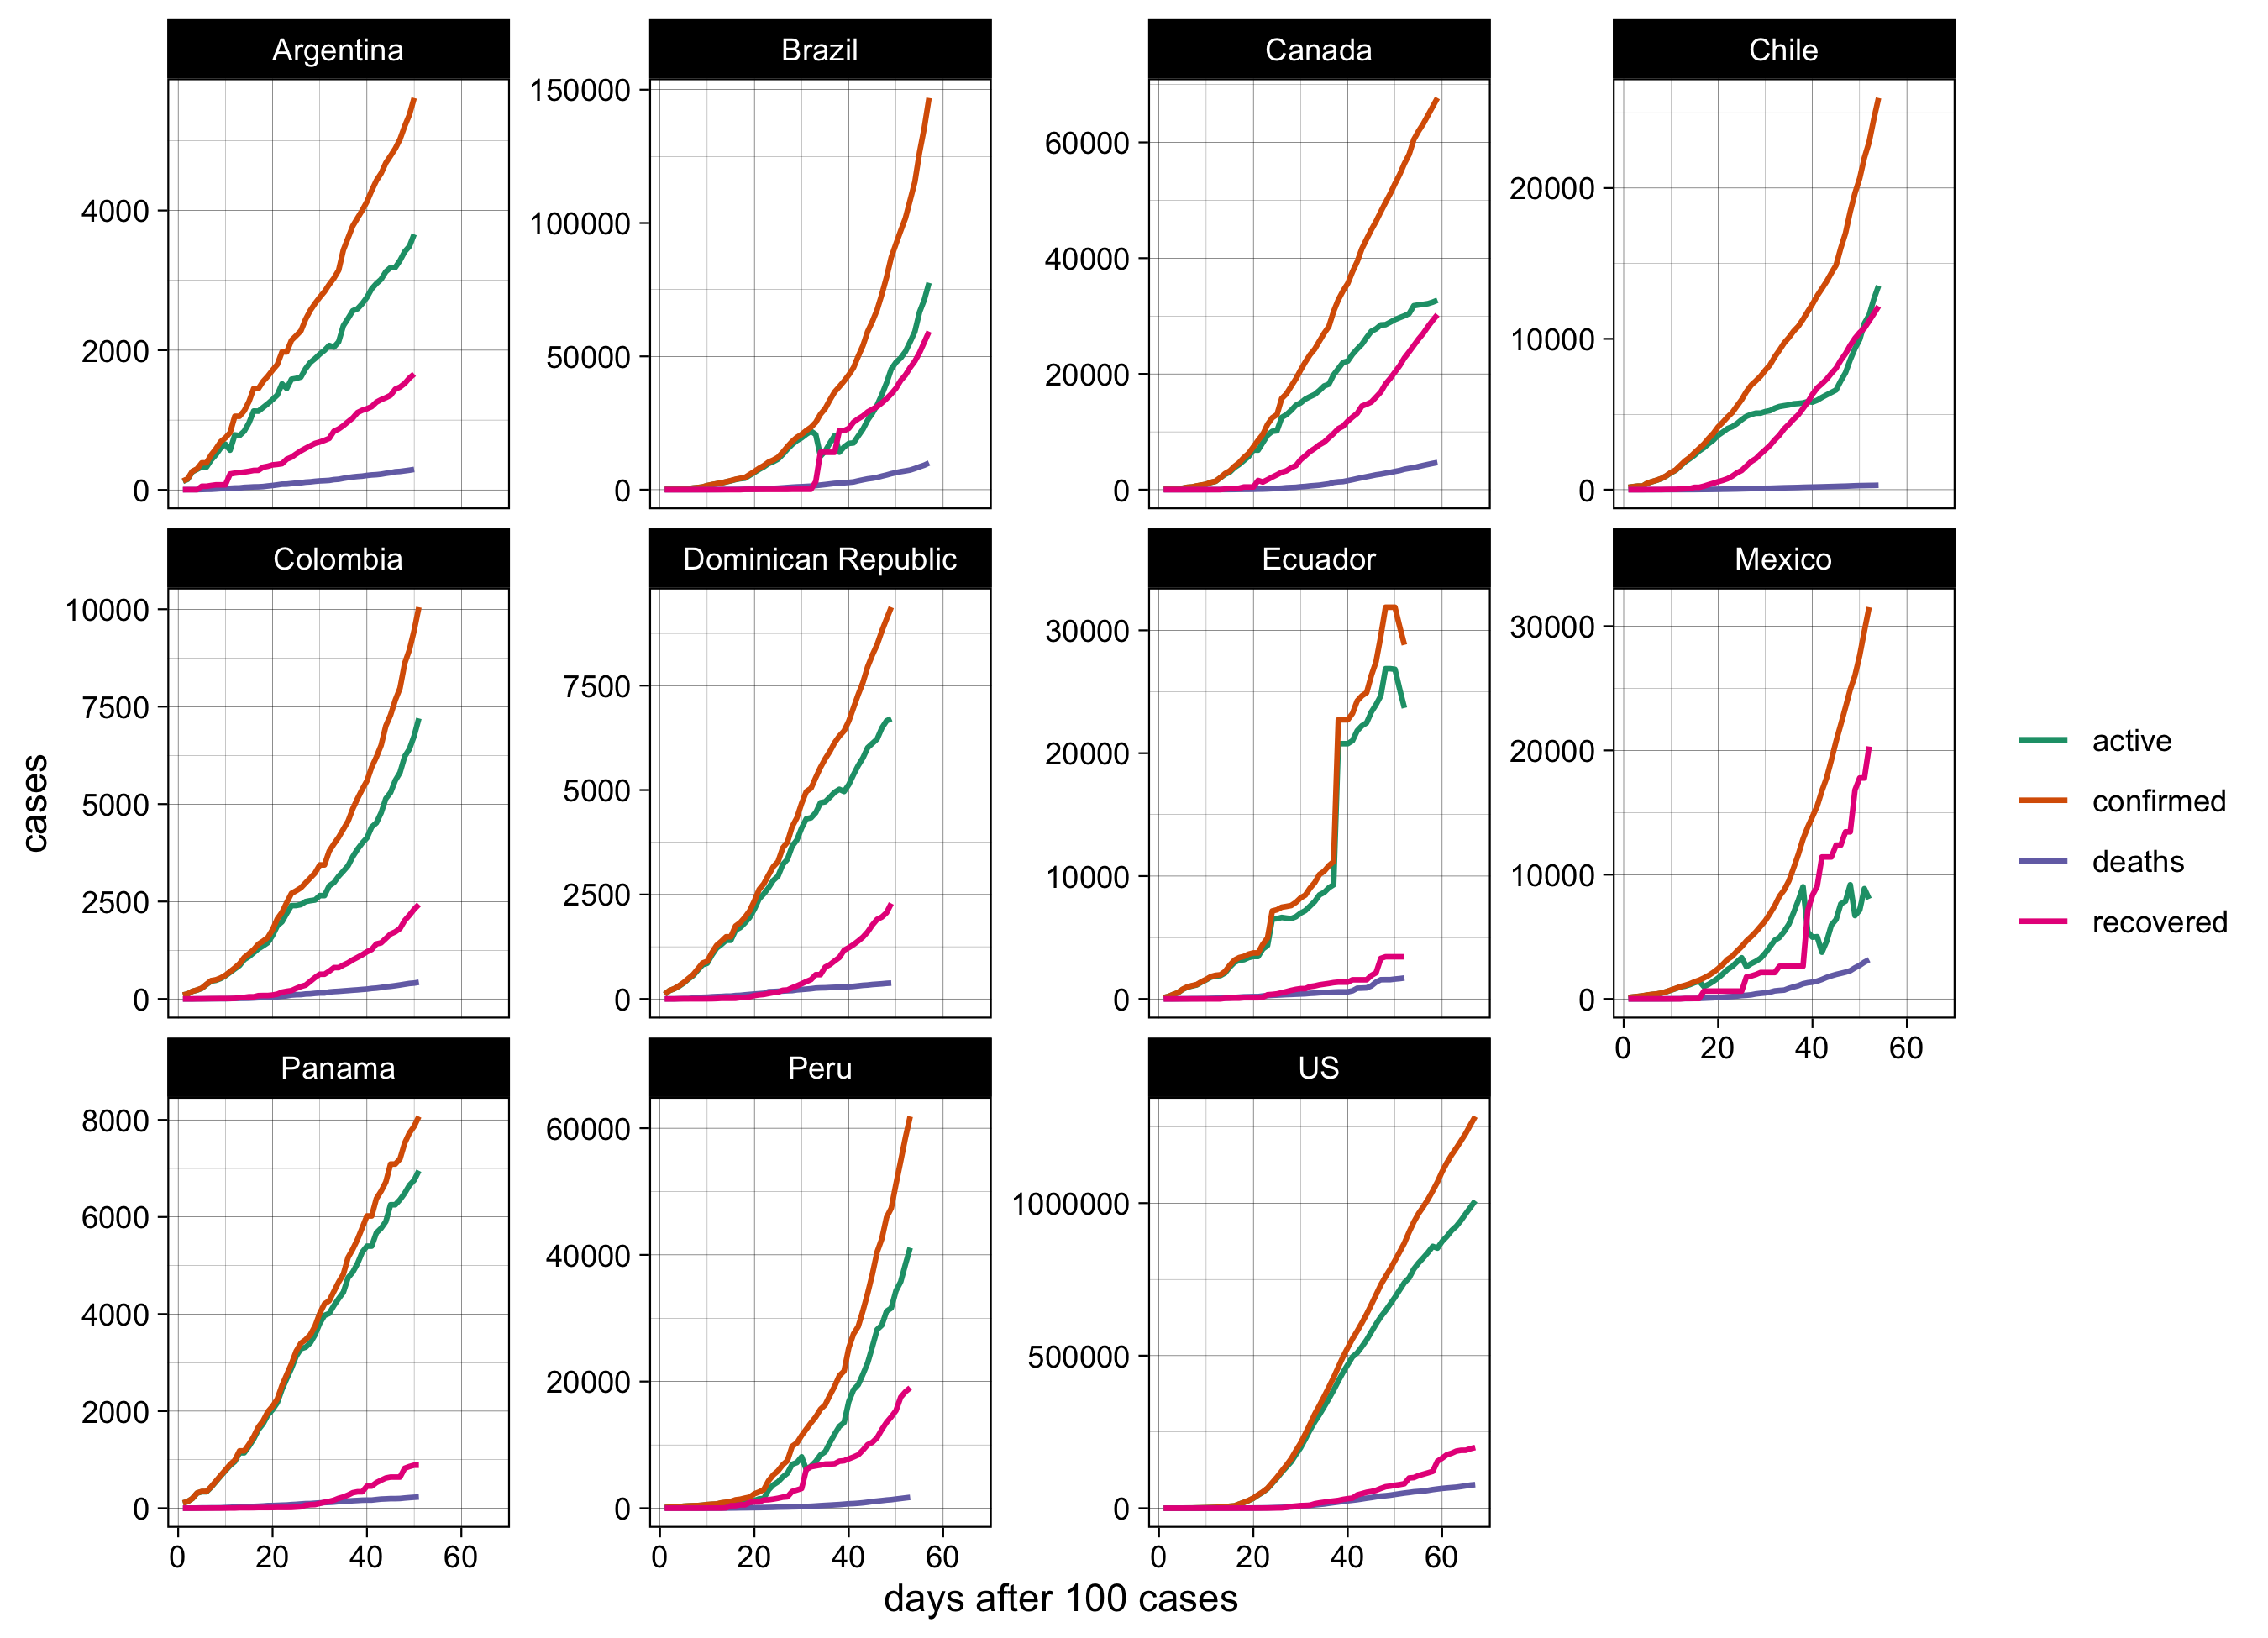 Argentina
Brazil
Canada
Chile
4000
2000
0
150000
100000
50000
0
60000
40000
20000
0
20000
10000
0
Colombia
Dominican Republic
Ecuador
Mexico
10000
7500
5000
2500
0
7500
5000
2500
0
30000
20000
10000
0
30000
20000
10000
0
0 20 40 60
Panama
Peru
US
8000
6000
4000
2000
0
60000
40000
20000
0
1000000
500000
0
0 20 40 60
0 20 40 60
0 20 40 60
days after 100 cases
cases
active
confirmed
deaths
recovered